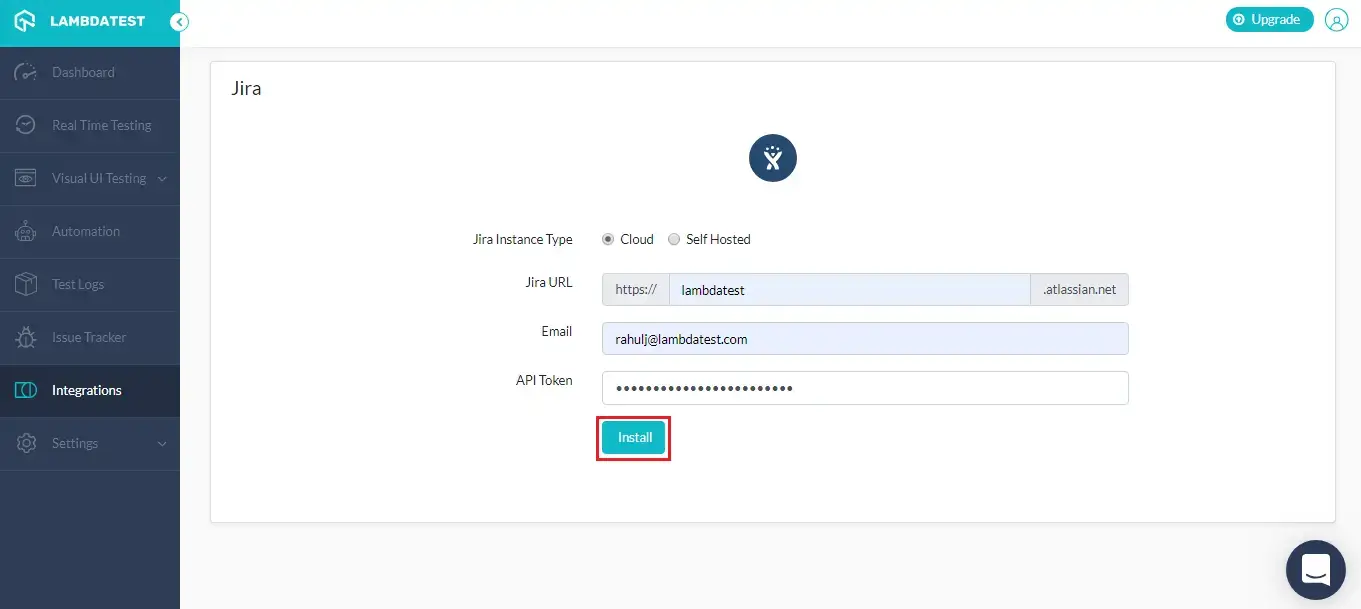 LAMBDATEST
Upgrade
Dashboard
Real Time Testing
Visual UI Testing
Automation
Test Logs
Issue Tracker
Integrations
Settings
Jira
Jira Instance Type Cloud Self Hosted
Jira URL https:// lambdatest .atlassian.net
Email rahulj@lambdatest.com
API Token ••••••••••••••••••••••••
Install